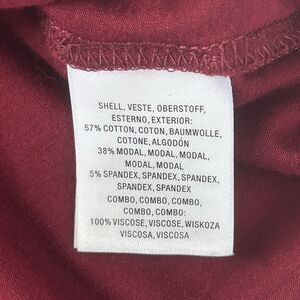 SHELL, VESTE, OBERSTOFF,
ESTERNO, EXTERIOR:
57% COTTON, COTON, BAUMWOLLE,
COTONE, ALGODÓN
38% MODAL, MODAL, MODAL,
MODAL, MODAL
5% SPANDEX, SPANDEX, SPANDEX,
SPANDEX, SPANDEX
COMBO, COMBO, COMBO,
COMBO, COMBO:
100% VISCOSE, VISCOSE, WISKOZA
VISCOSA, VISCOSA